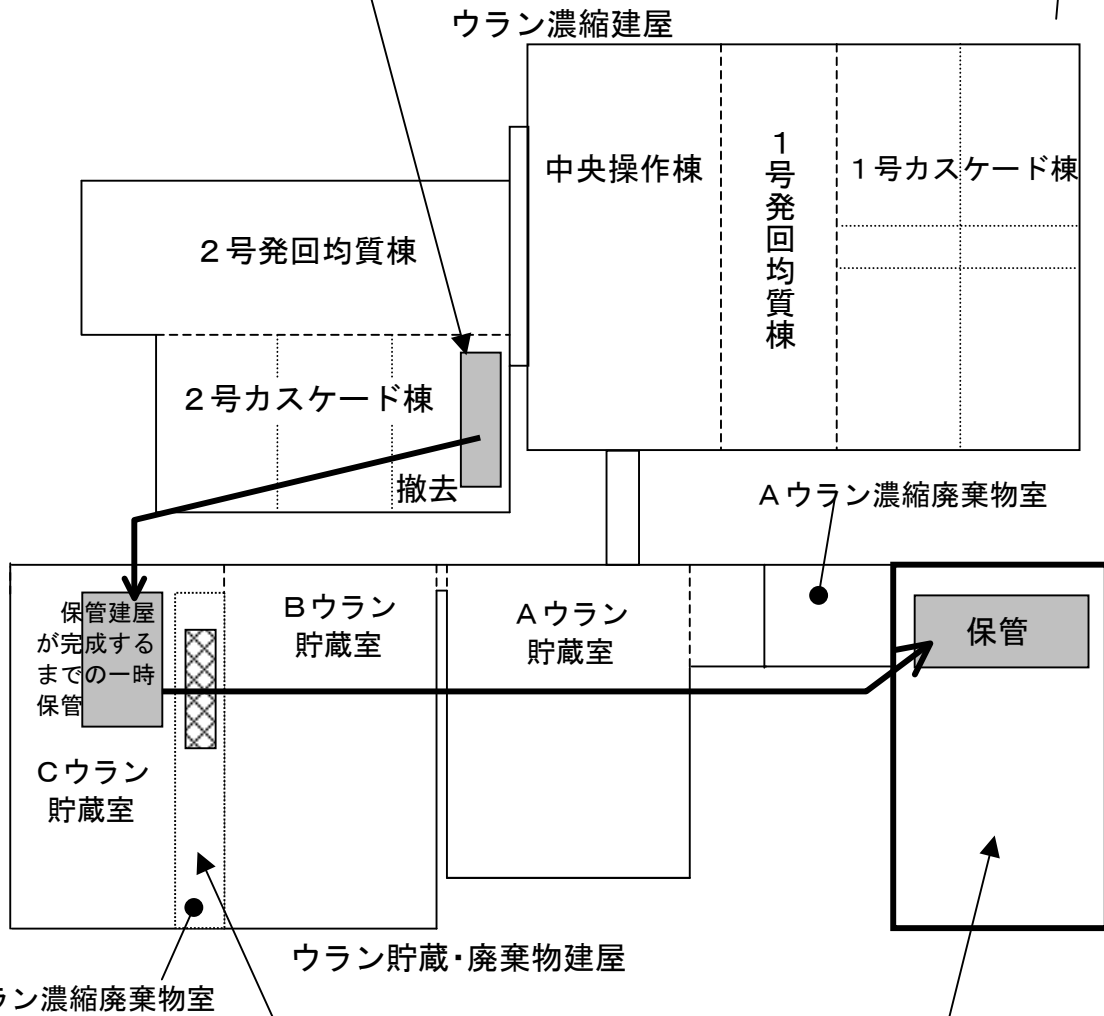 ウラン濃縮建屋
中央操作棟
1号発回均質棟
1号カスケード棟
2号発回均質棟
2号カスケード棟
撤去
Aウラン濃縮廃棄物室
保管建屋
が完成する
までの一時
保管
Bウラン
貯蔵室
Aウラン
貯蔵室
保管
Cウラン
貯蔵室
ウラン貯蔵・廃棄物建屋
ラン濃縮廃棄物室